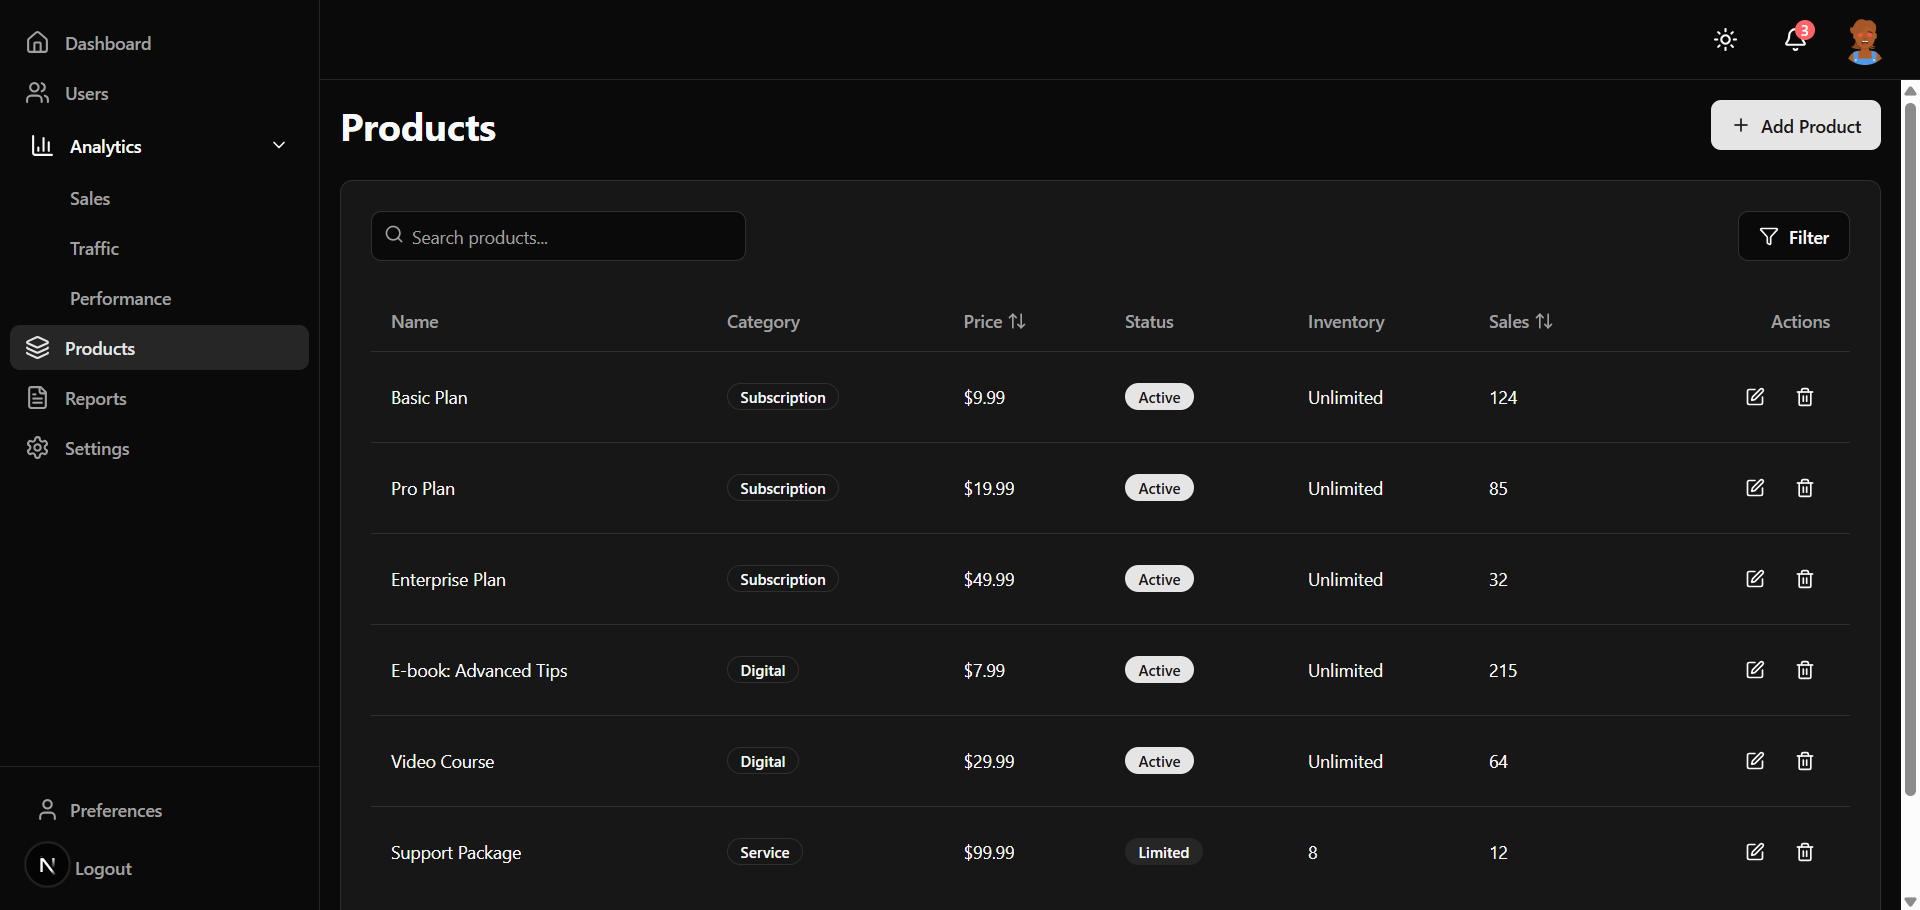 Dashboard
Users
Analytics
Sales
Traffic
Performance
Products
Reports
Settings
Preferences
N Logout
3
Products
+ Add Product
Search products...
Filter
Name Category Price Status Inventory Sales Actions
Basic Plan Subscription $9.99 Active Unlimited 124
Pro Plan Subscription $19.99 Active Unlimited 85
Enterprise Plan Subscription $49.99 Active Unlimited 32
E-book: Advanced Tips Digital $7.99 Active Unlimited 215
Video Course Digital $29.99 Active Unlimited 64
Support Package Service $99.99 Limited 8 12